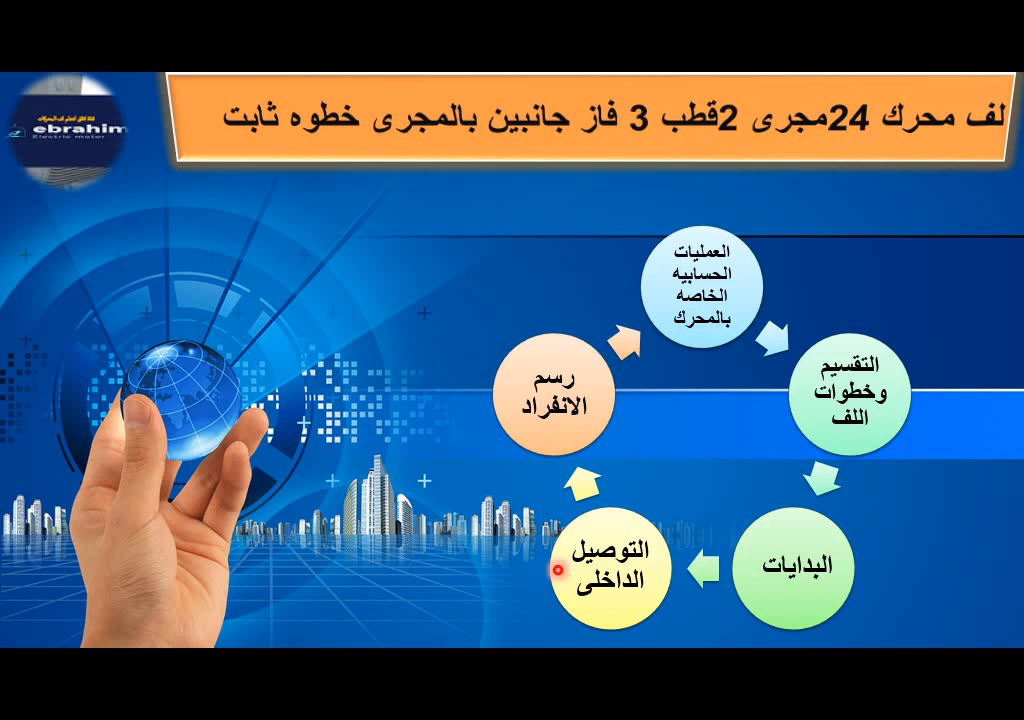 لف محرك 24مجرى 2قطب 3 فاز جانبين بالمجرى خطوه ثابت
ebrahim
Electric motor
العمليات
الحسابيه
الخاصه
بالمحرك
التقسيم
وخطوات
اللف
البدايات
التوصيل
الداخلى
رسم
الانفراد